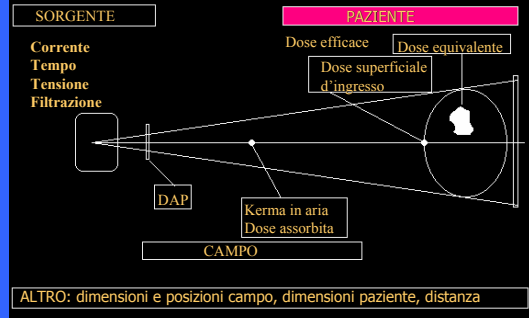 SORGENTE
PAZIENTE
Corrente
Tempo
Tensione
Filtrazione
Dose efficace
Dose equivalente
Dose superficiale
d'ingresso
DAP
Kerma in aria
Dose assorbita
CAMPO
ALTRO: dimensioni e posizioni campo, dimensioni paziente, distanza